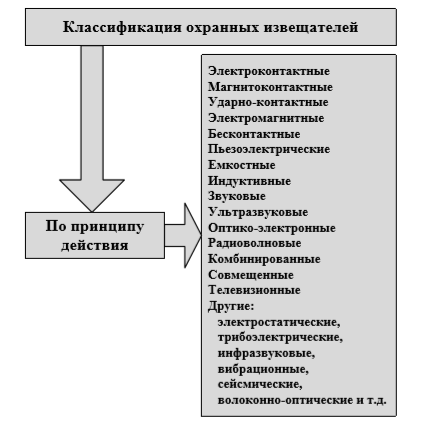 Классификация охранных извещателей
По принципу
действия
Электроконтактные
Магнитоконтактные
Ударно-контактные
Электромагнитные
Бесконтактные
Пьезоэлектрические
Емкостные
Индуктивные
Звуковые
Ультразвуковые
Оптико-электронные
Радиоволновые
Комбинированные
Совмещенные
Телевизионные
Другие:
электростатические,
трибоэлектрические,
инфразвуковые,
вибрационные,
сейсмические,
волоконно-оптические и т.д.